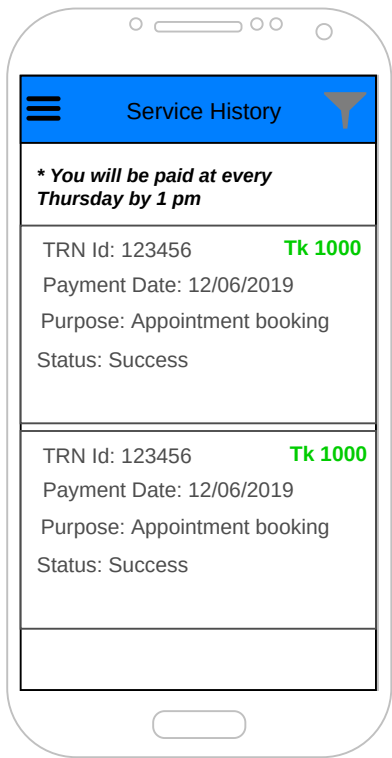 Service History
* You will be paid at every
Thursday by 1 pm
TRN Id: 123456 Tk 1000
Payment Date: 12/06/2019
Purpose: Appointment booking
Status: Success
TRN Id: 123456 Tk 1000
Payment Date: 12/06/2019
Purpose: Appointment booking
Status: Success